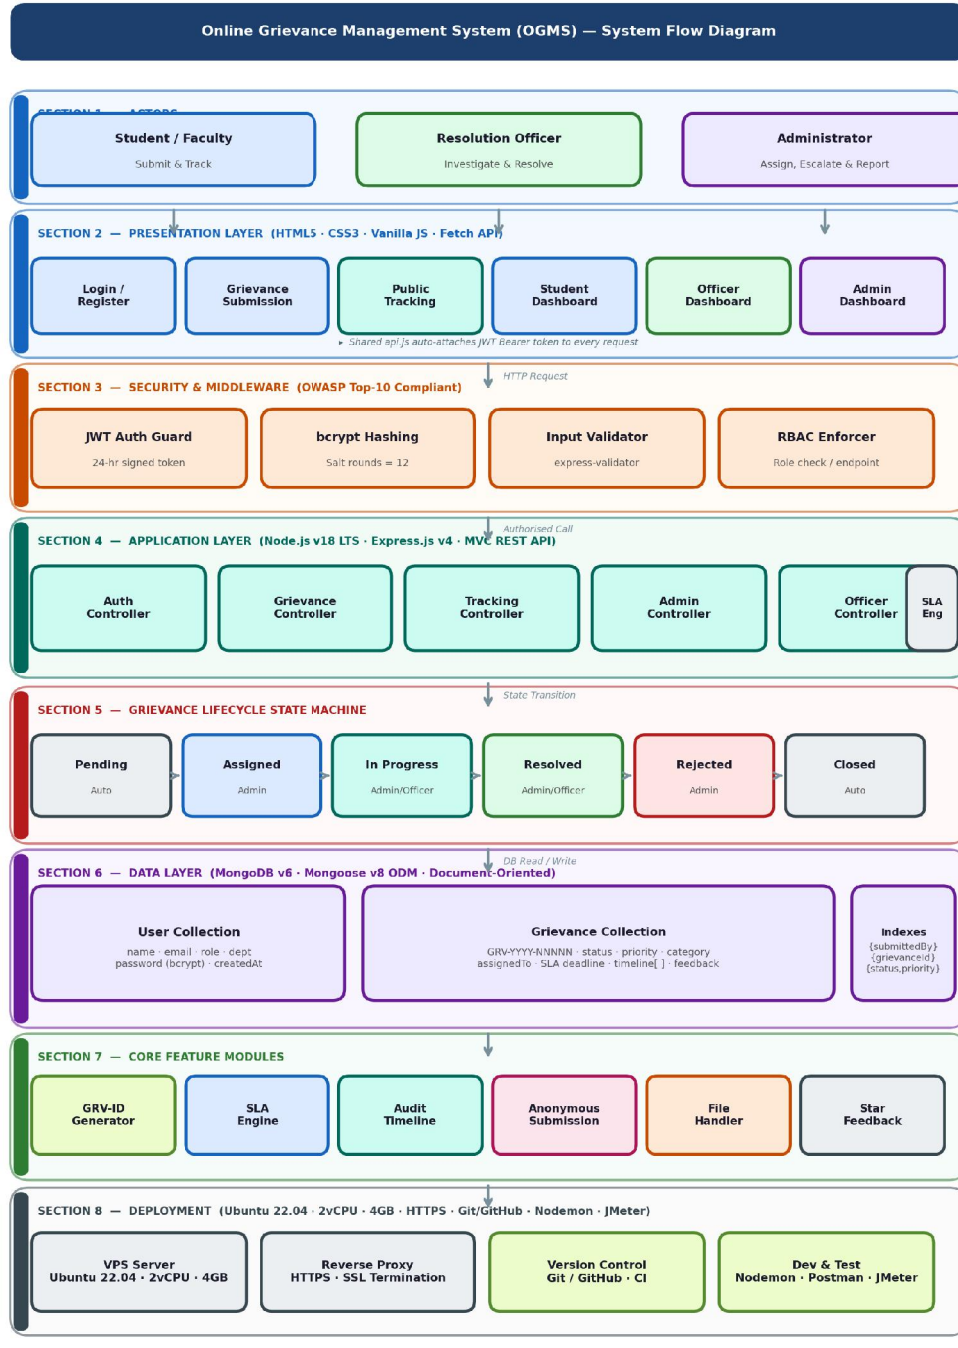 Online Grievance Management System (OGMS) — System Flow Diagram
SECTION 1 — ACTORS
Student / Faculty
Submit & Track
Resolution Officer
Investigate & Resolve
Administrator
Assign, Escalate & Report
SECTION 2 — PRESENTATION LAYER (HTML5 · CSS3 · Vanilla JS · Fetch API)
Login /
Register
Grievance
Submission
Public
Tracking
Student
Dashboard
Officer
Dashboard
Admin
Dashboard
▸ Shared api.js auto-attaches JWT Bearer token to every request
HTTP Request
SECTION 3 — SECURITY & MIDDLEWARE (OWASP Top-10 Compliant)
JWT Auth Guard
24-hr signed token
bcrypt Hashing
Salt rounds = 12
Input Validator
express-validator
RBAC Enforcer
Role check / endpoint
Authorised Call
SECTION 4 — APPLICATION LAYER (Node.js v18 LTS · Express.js v4 · MVC REST API)
Auth
Controller
Grievance
Controller
Tracking
Controller
Admin
Controller
Officer
Controller
SLA
Eng
State Transition
SECTION 5 — GRIEVANCE LIFECYCLE STATE MACHINE
Pending
Auto
Assigned
Admin
In Progress
Admin/Officer
Resolved
Admin/Officer
Rejected
Admin
Closed
Auto
DB Read / Write
SECTION 6 — DATA LAYER (MongoDB v6 · Mongoose v8 ODM · Document-Oriented)
User Collection
name · email · role · dept
password (bcrypt) · createdAt
Grievance Collection
GRV-YYYY-NNNNN · status · priority · category
assignedTo · SLA deadline · timeline[ ] · feedback
Indexes
{submittedBy}
{grievanceId}
{status,priority}
SECTION 7 — CORE FEATURE MODULES
GRV-ID
Generator
SLA
Engine
Audit
Timeline
Anonymous
Submission
File
Handler
Star
Feedback
SECTION 8 — DEPLOYMENT (Ubuntu 22.04 · 2vCPU · 4GB · HTTPS · Git/GitHub · Nodemon · JMeter)
VPS Server
Ubuntu 22.04 · 2vCPU · 4GB
Reverse Proxy
HTTPS · SSL Termination
Version Control
Git / GitHub · CI
Dev & Test
Nodemon · Postman · JMeter